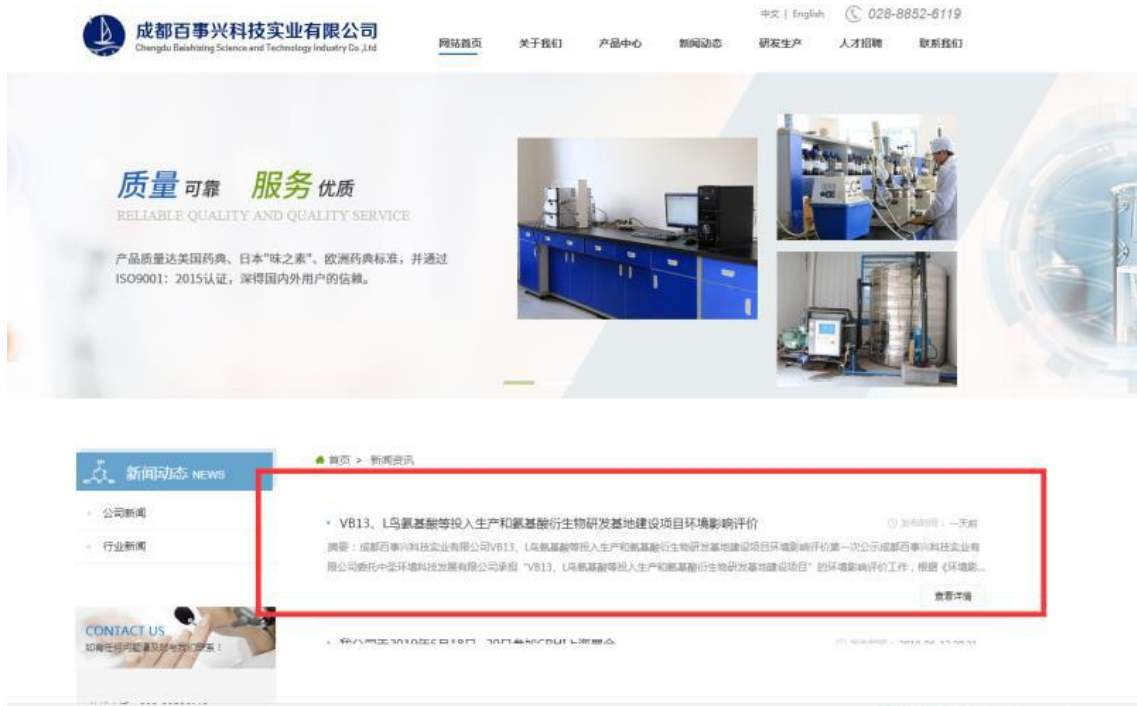 中文 | English 028-8852-6119
成都百事兴科技实业有限公司
Chengdu Baishixing Science and Technology Industry Co.,Ltd
网站首页 关于我们 产品中心 新闻动态 研发生产 人才招聘 联系我们
质量 可靠 服务 优质
RELIABLE QUALITY AND QUALITY SERVICE
产品质量达美国药典、日本"味之素"、欧洲药典标准，并通过
ISO9001：2015认证，深得国内外用户的信赖。
新闻动态 NEWS
公司新闻
行业新闻
CONTACT US
首页 > 新闻资讯
VB13、L鸟氨基酸等投入生产和氨基酸衍生物研发基地建设项目环境影响评价
发布时间：一天前
摘要：成都百事兴科技实业有限公司VB13、L鸟氨基酸等投入生产和氨基酸衍生物研发基地建设项目环境影响评价第一次公示成都百事兴科技实业有
限公司委托中圣环境科技发展有限公司承担"VB13、L鸟氨基酸等投入生产和氨基酸衍生物研发基地建设项目"的环境影响评价工作，根据《环境影...
查看详情